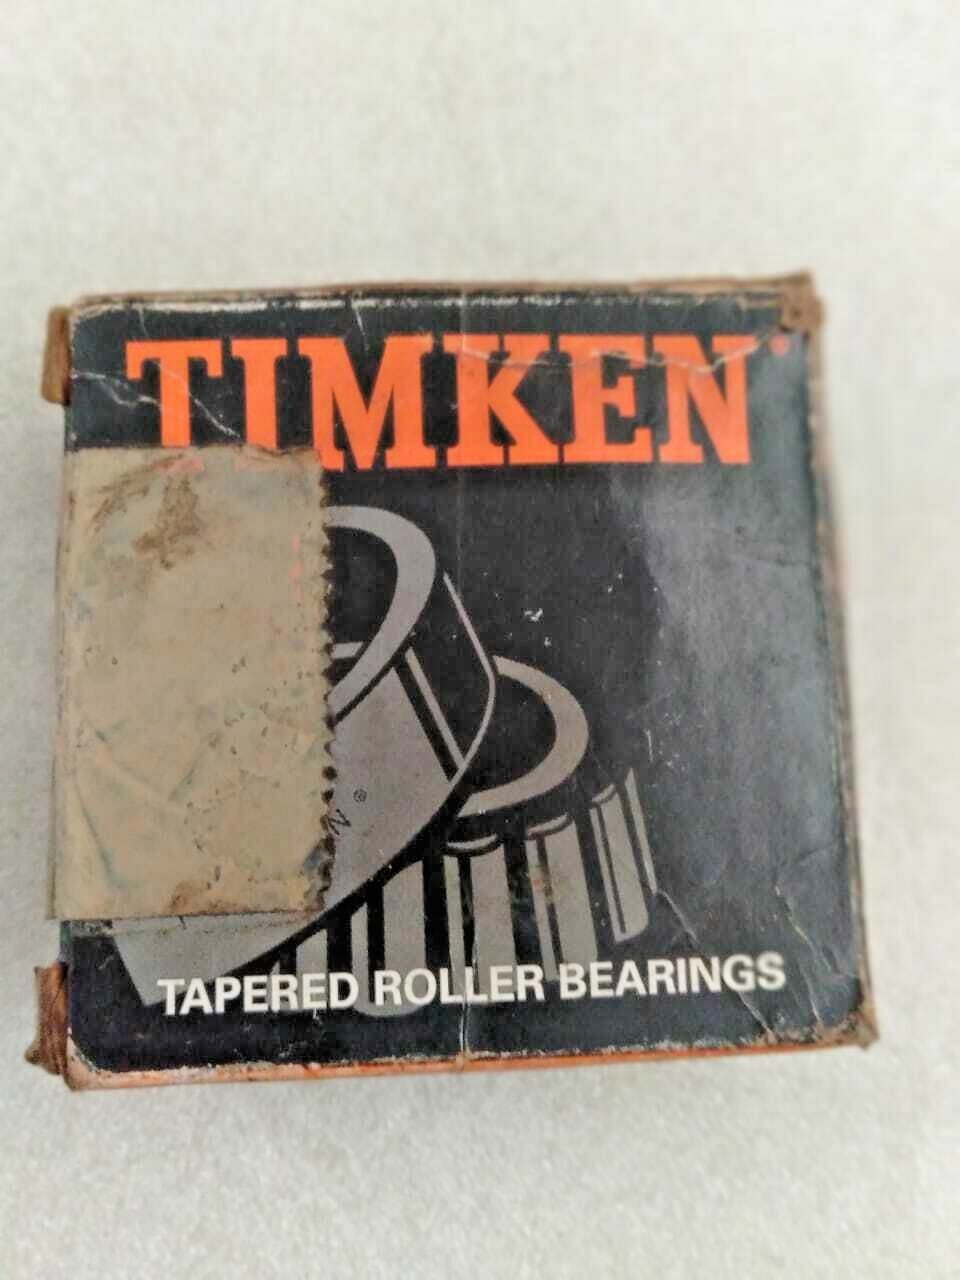 TIMKEN®
®
TAPERED ROLLER BEARINGS